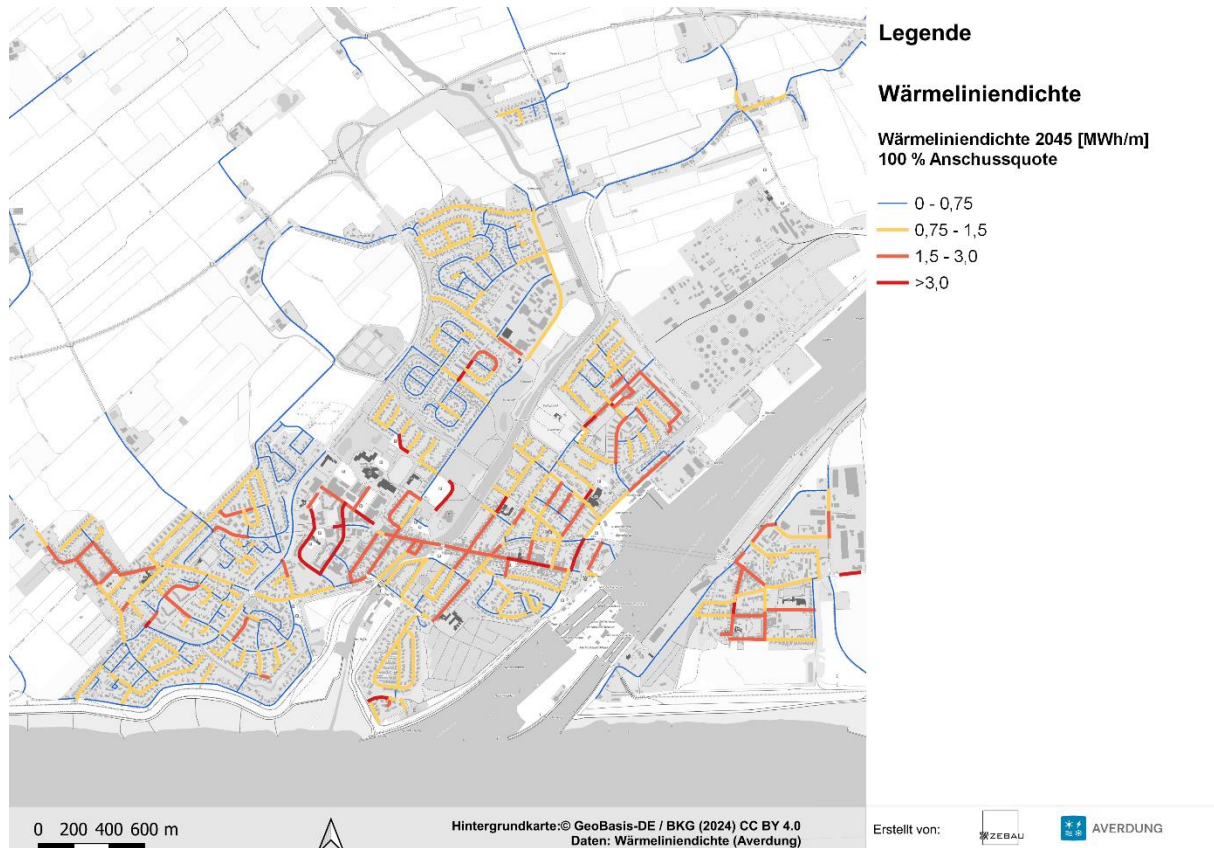 Legende
Wärmeliniendichte
Wärmeliniendichte 2045 [MWh/m]
100 % Anschussquote
0 - 0,75
0,75 - 1,5
1,5 - 3,0
>3,0
0 200 400 600 m
Hintergrundkarte:© GeoBasis-DE / BKG (2024) CC BY 4.0
Daten: Wärmeliniendichte (Averdung)
Erstellt von:
ZEBAU
AVERDUNG